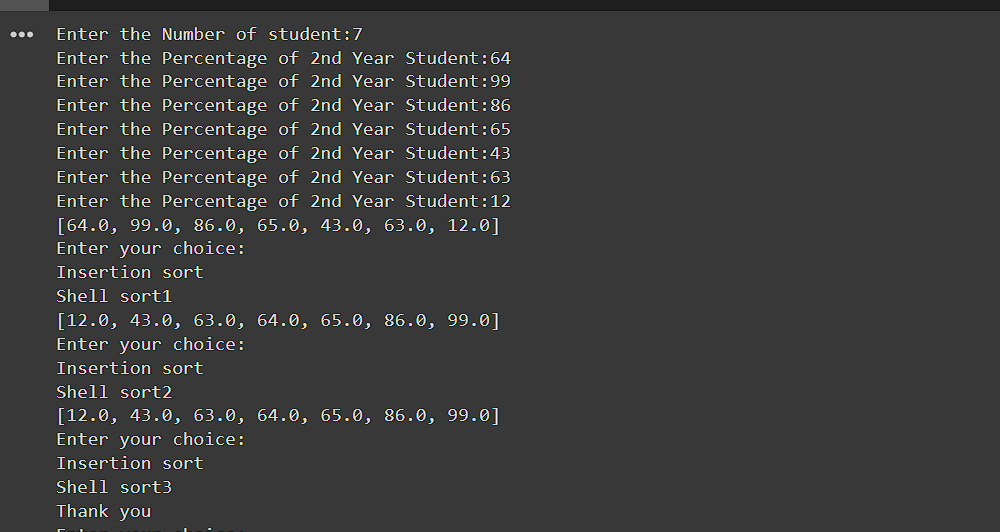 Enter the Number of student:7
Enter the Percentage of 2nd Year Student:64
Enter the Percentage of 2nd Year Student:99
Enter the Percentage of 2nd Year Student:86
Enter the Percentage of 2nd Year Student:65
Enter the Percentage of 2nd Year Student:43
Enter the Percentage of 2nd Year Student:63
Enter the Percentage of 2nd Year Student:12
[64.0, 99.0, 86.0, 65.0, 43.0, 63.0, 12.0]
Enter your choice:
Insertion sort
Shell sort1
[12.0, 43.0, 63.0, 64.0, 65.0, 86.0, 99.0]
Enter your choice:
Insertion sort
Shell sort2
[12.0, 43.0, 63.0, 64.0, 65.0, 86.0, 99.0]
Enter your choice:
Insertion sort
Shell sort3
Thank you